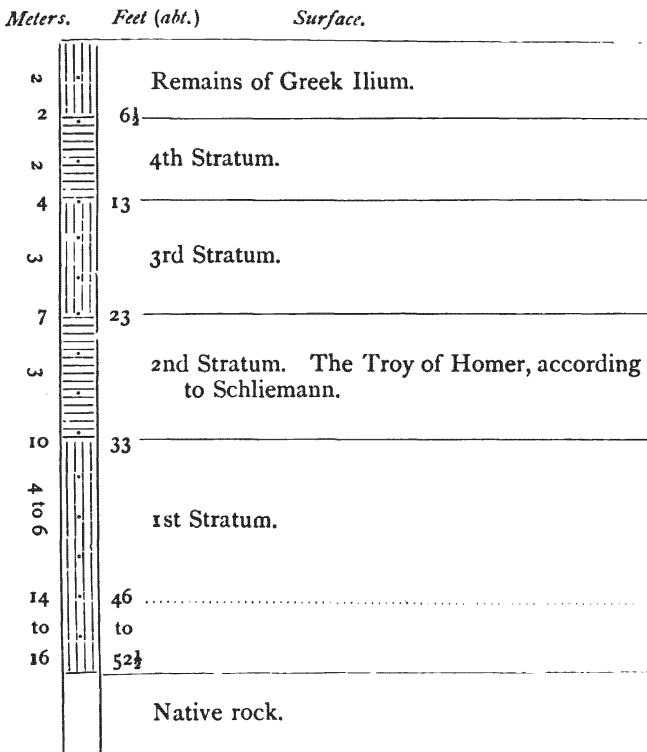 Meters. Feet (abt.) Surface.
2 Remains of Greek Ilium.
2 6½
2 4th Stratum.
4 13
3 3rd Stratum.
7 23
3 2nd Stratum. The Troy of Homer, according
to Schliemann.
10 33
4 to 6 1st Stratum.
14 46
to to
16 52½
Native rock.